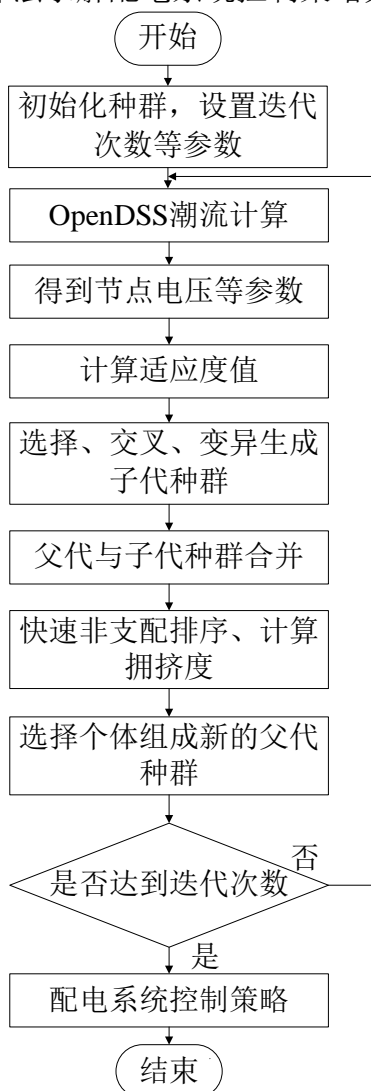 开始
初始化种群，设置迭代
次数等参数
OpenDSS潮流计算
得到节点电压等参数
计算适应度值
选择、交叉、变异生成
子代种群
父代与子代种群合并
快速非支配排序、计算
拥挤度
选择个体组成新的父代
种群
是否达到迭代次数
否
是
配电系统控制策略
结束